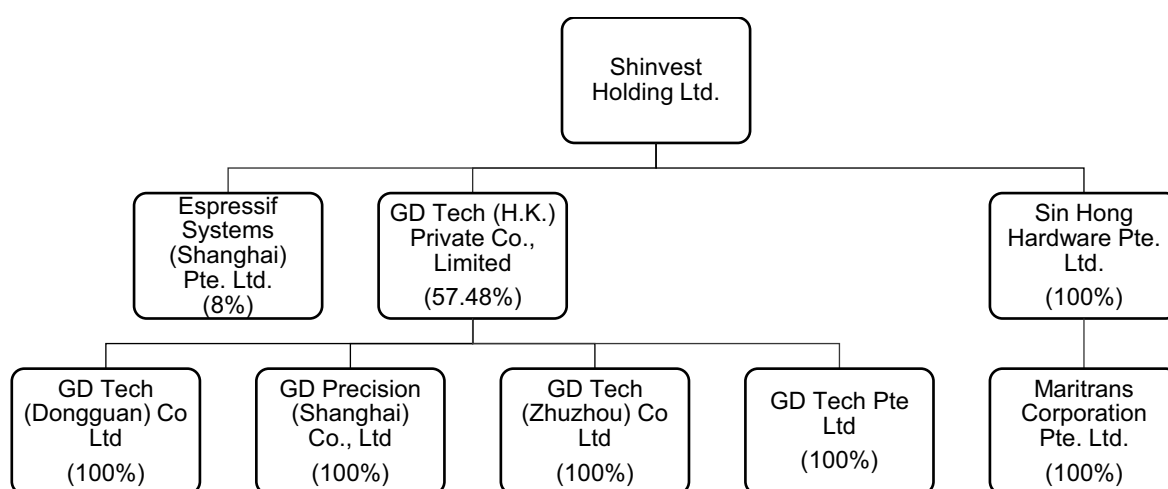 Shinvest
Holding Ltd.
Espressif
Systems
(Shanghai)
Pte. Ltd.
(8%)
GD Tech (H.K.)
Private Co.,
Limited
(57.48%)
Sin Hong
Hardware Pte.
Ltd.
(100%)
GD Tech
(Dongguan) Co
Ltd
(100%)
GD Precision
(Shanghai)
Co., Ltd
(100%)
GD Tech
(Zhuzhou) Co
Ltd
(100%)
GD Tech Pte
Ltd
(100%)
Maritrans
Corporation
Pte. Ltd.
(100%)